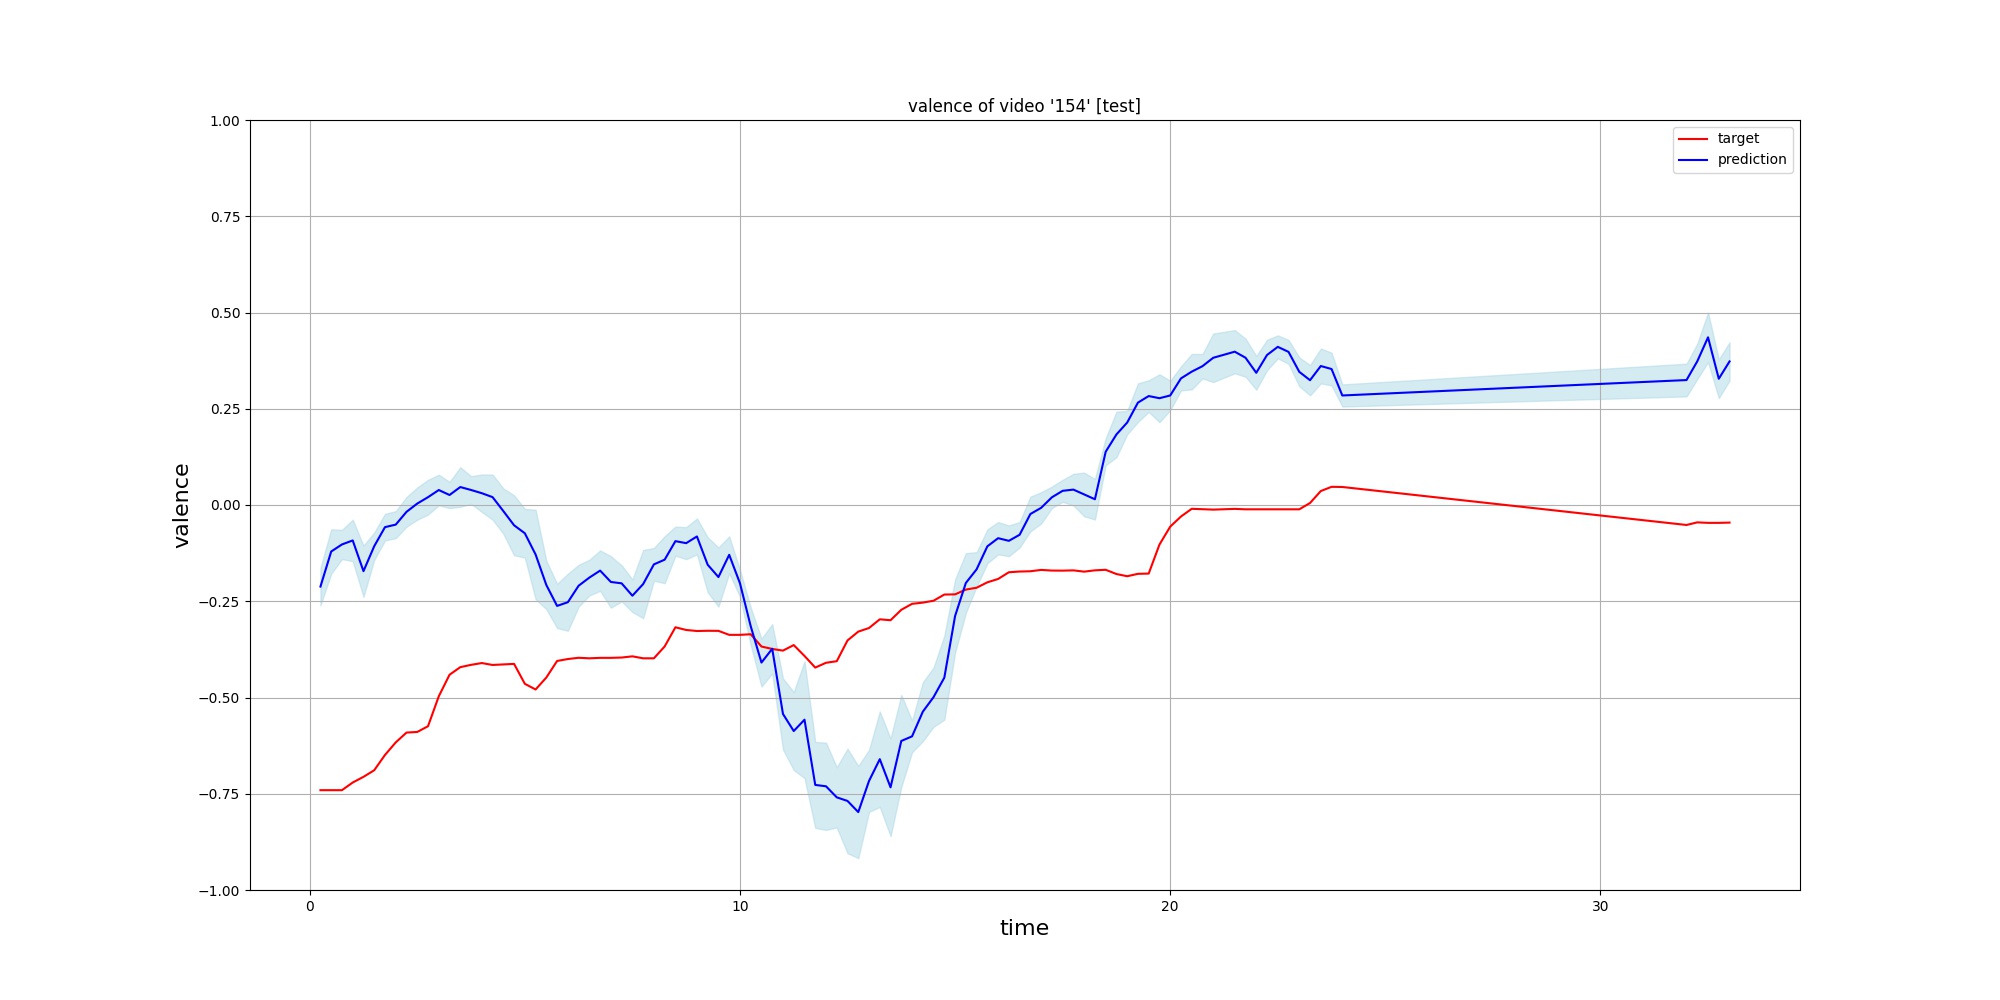 valence of video '154' [test]
target
prediction
1.00
0.75
0.50
0.25
0.00
−0.25
−0.50
−0.75
−1.00
valence
0 10 20 30
time